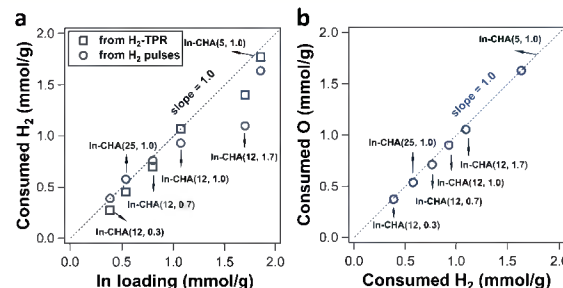 a
from H2-TPR
from H2 pulses
In-CHA(5, 1.0)
slope = 1.0
In-CHA(25, 1.0)
In-CHA(12, 1.7)
In-CHA(12, 1.0)
In-CHA(12, 0.7)
In-CHA(12, 0.3)
Consumed H2 (mmol/g)
2.0
1.5
1.0
0.5
0.0
0.0 0.5 1.0 1.5 2.0
In loading (mmol/g)
b
In-CHA(5, 1.0)
slope = 1.0
In-CHA(25, 1.0)
In-CHA(12, 1.7)
In-CHA(12, 1.0)
In-CHA(12, 0.7)
In-CHA(12, 0.3)
Consumed O (mmol/g)
2.0
1.5
1.0
0.5
0.0
0.0 0.5 1.0 1.5 2.0
Consumed H2 (mmol/g)